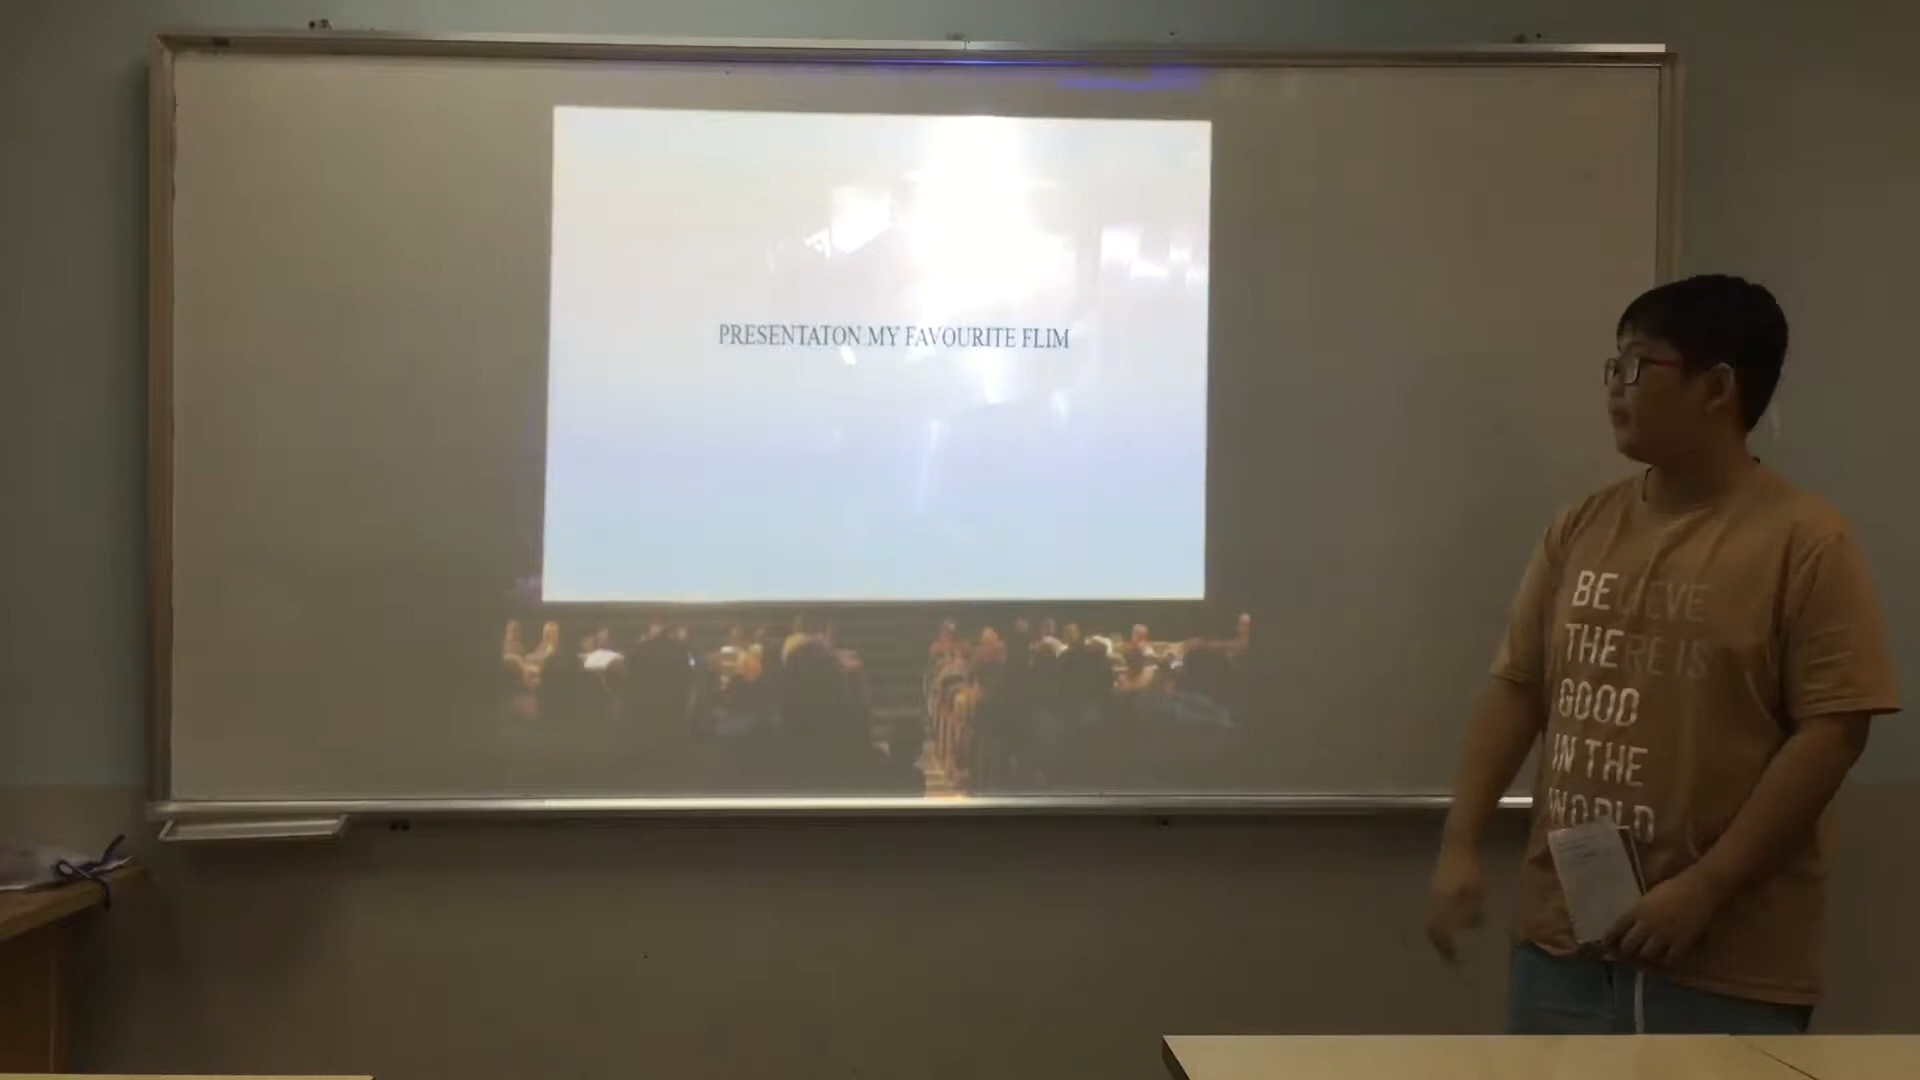 PRESENTATON MY FAVOURITE FLIM
BELIEVE
THERE IS
GOOD
IN THE
WORLD